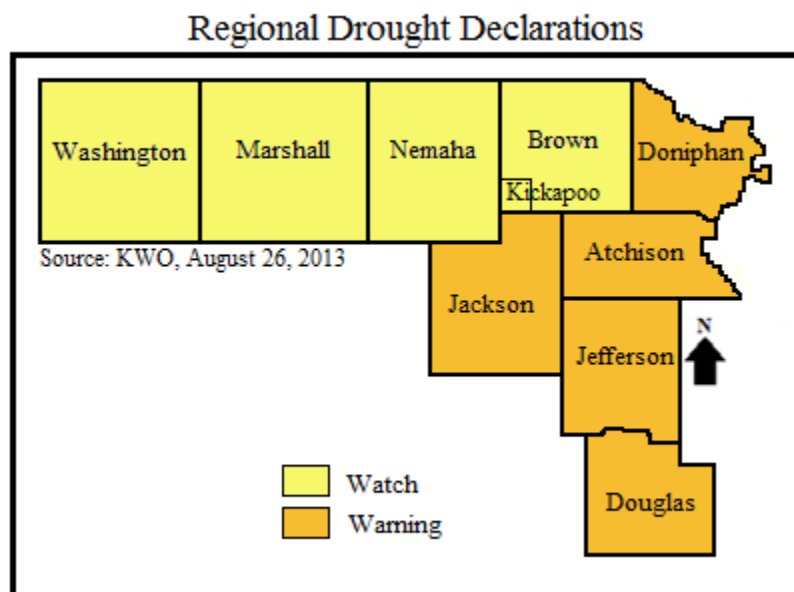 Regional Drought Declarations
Washington
Marshall
Nemaha
Brown
Doniphan
Kickapoo
Source: KWO, August 26, 2013
Atchison
Jackson
N
Jefferson
Watch
Warning
Douglas